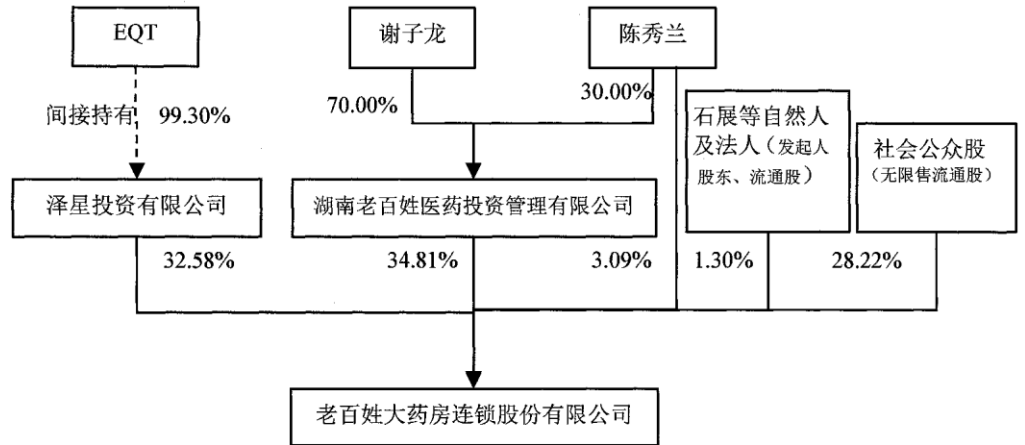 EQT
谢子龙
陈秀兰
间接持有 99.30%
70.00%
30.00%
石展等自然人
及法人（发起人
股东、流通股）
社会公众股
（无限售流通股）
泽星投资有限公司
湖南老百姓医药投资管理有限公司
32.58%
34.81%
3.09%
1.30%
28.22%
老百姓大药房连锁股份有限公司